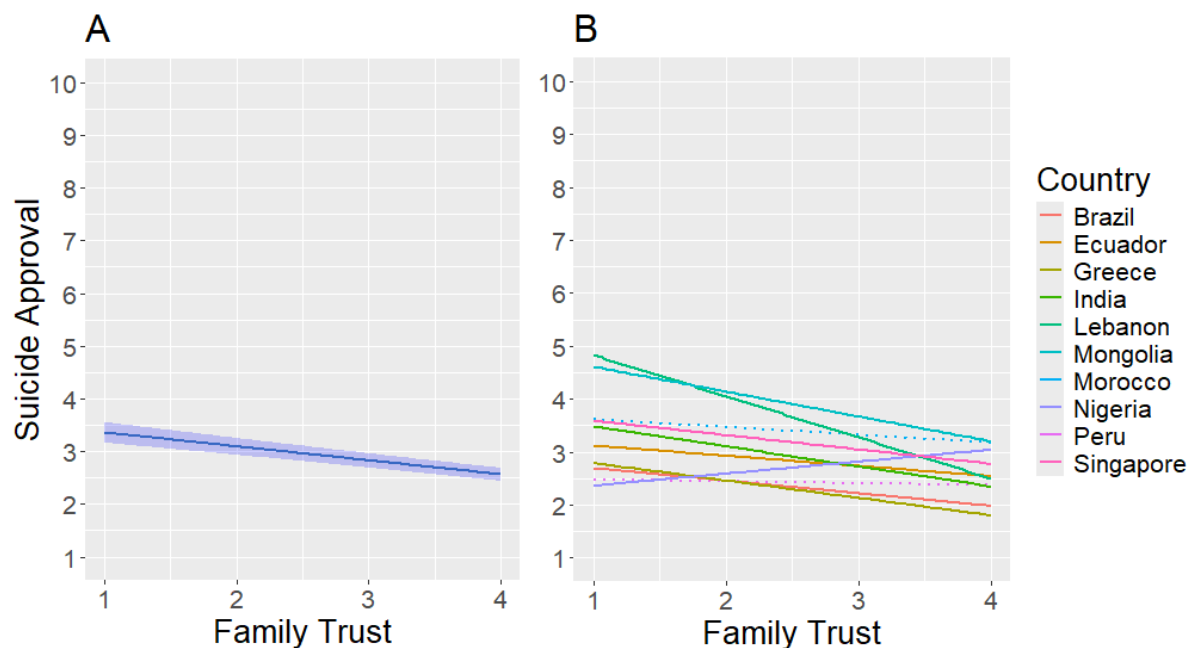 A
B
Suicide Approval
10
9
8
7
6
5
4
3
2
1
1 2 3 4
Family Trust
10
9
8
7
6
5
4
3
2
1
1 2 3 4
Family Trust
Country
Brazil
Ecuador
Greece
India
Lebanon
Mongolia
Morocco
Nigeria
Peru
Singapore